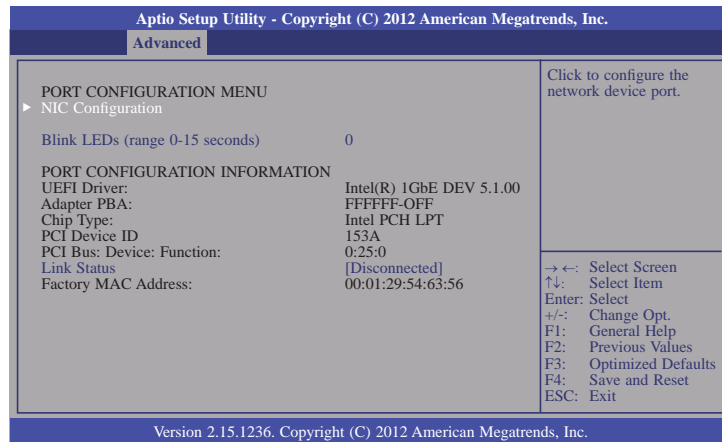 Aptio Setup Utility - Copyright (C) 2012 American Megatrends, Inc.
Advanced
PORT CONFIGURATION MENU
► NIC Configuration
Blink LEDs (range 0-15 seconds) 0
PORT CONFIGURATION INFORMATION
UEFI Driver: Intel(R) 1GbE DEV 5.1.00
Adapter PBA: FFFFFF-OFF
Chip Type: Intel PCH LPT
PCI Device ID 153A
PCI Bus: Device: Function: 0:25:0
Link Status [Disconnected]
Factory MAC Address: 00:01:29:54:63:56
Click to configure the
network device port.
→ ←: Select Screen
↑↓: Select Item
Enter: Select
+/-: Change Opt.
F1: General Help
F2: Previous Values
F3: Optimized Defaults
F4: Save and Reset
ESC: Exit
Version 2.15.1236. Copyright (C) 2012 American Megatrends, Inc.